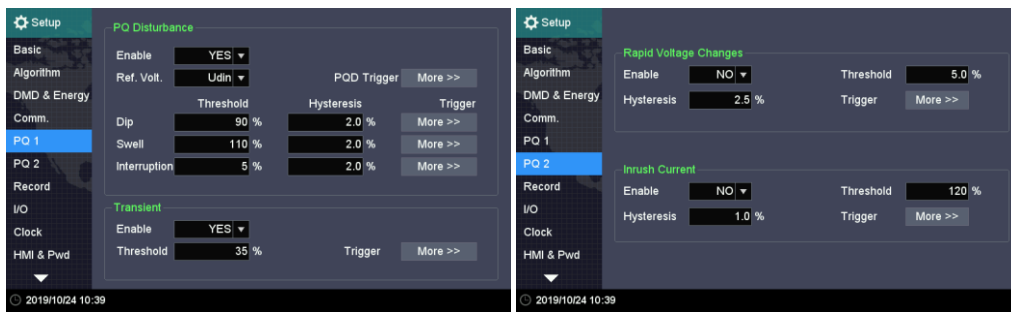 Setup
Basic
Algorithm
DMD & Energy
Comm.
PQ 1
PQ 2
Record
I/O
Clock
HMI & Pwd
PQ Disturbance
Enable YES
Ref. Volt. Udin PQD Trigger More >>
Threshold Hysteresis Trigger
Dip 90 % 2.0 % More >>
Swell 110 % 2.0 % More >>
Interruption 5 % 2.0 % More >>
Transient
Enable YES
Threshold 35 % Trigger More >>
2019/10/24 10:39
Setup
Basic
Algorithm
DMD & Energy
Comm.
PQ 1
PQ 2
Record
I/O
Clock
HMI & Pwd
Rapid Voltage Changes
Enable NO Threshold 5.0 %
Hysteresis 2.5 % Trigger More >>
Inrush Current
Enable NO Threshold 120 %
Hysteresis 1.0 % Trigger More >>
2019/10/24 10:39